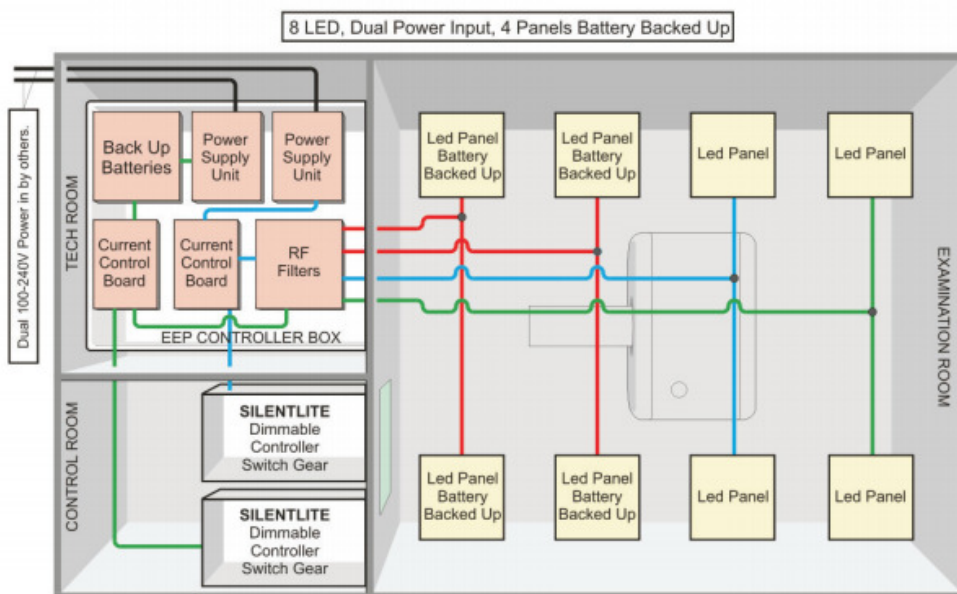 8 LED, Dual Power Input, 4 Panels Battery Backed Up
Dual 100-240V Power in by others.
TECH ROOM
Back Up
Batteries
Power
Supply
Unit
Power
Supply
Unit
Current
Control
Board
Current
Control
Board
RF
Filters
EEP CONTROLLER BOX
CONTROL ROOM
SILENTLITE
Dimmable
Controller
Switch Gear
SILENTLITE
Dimmable
Controller
Switch Gear
Led Panel
Battery
Backed Up
Led Panel
Battery
Backed Up
Led Panel
Led Panel
Led Panel
Battery
Backed Up
Led Panel
Battery
Backed Up
Led Panel
Led Panel
EXAMINATION ROOM